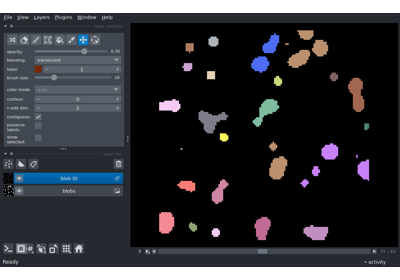 File View Layers Plugins Window Help
opacity: 0.70
blending: translucent
label: 1
brush size: 10
color mode:
contour: 0
n edit dim: 2
contiguous:
preserve labels:
show selected:
blob ID
blobs
Ready
activity